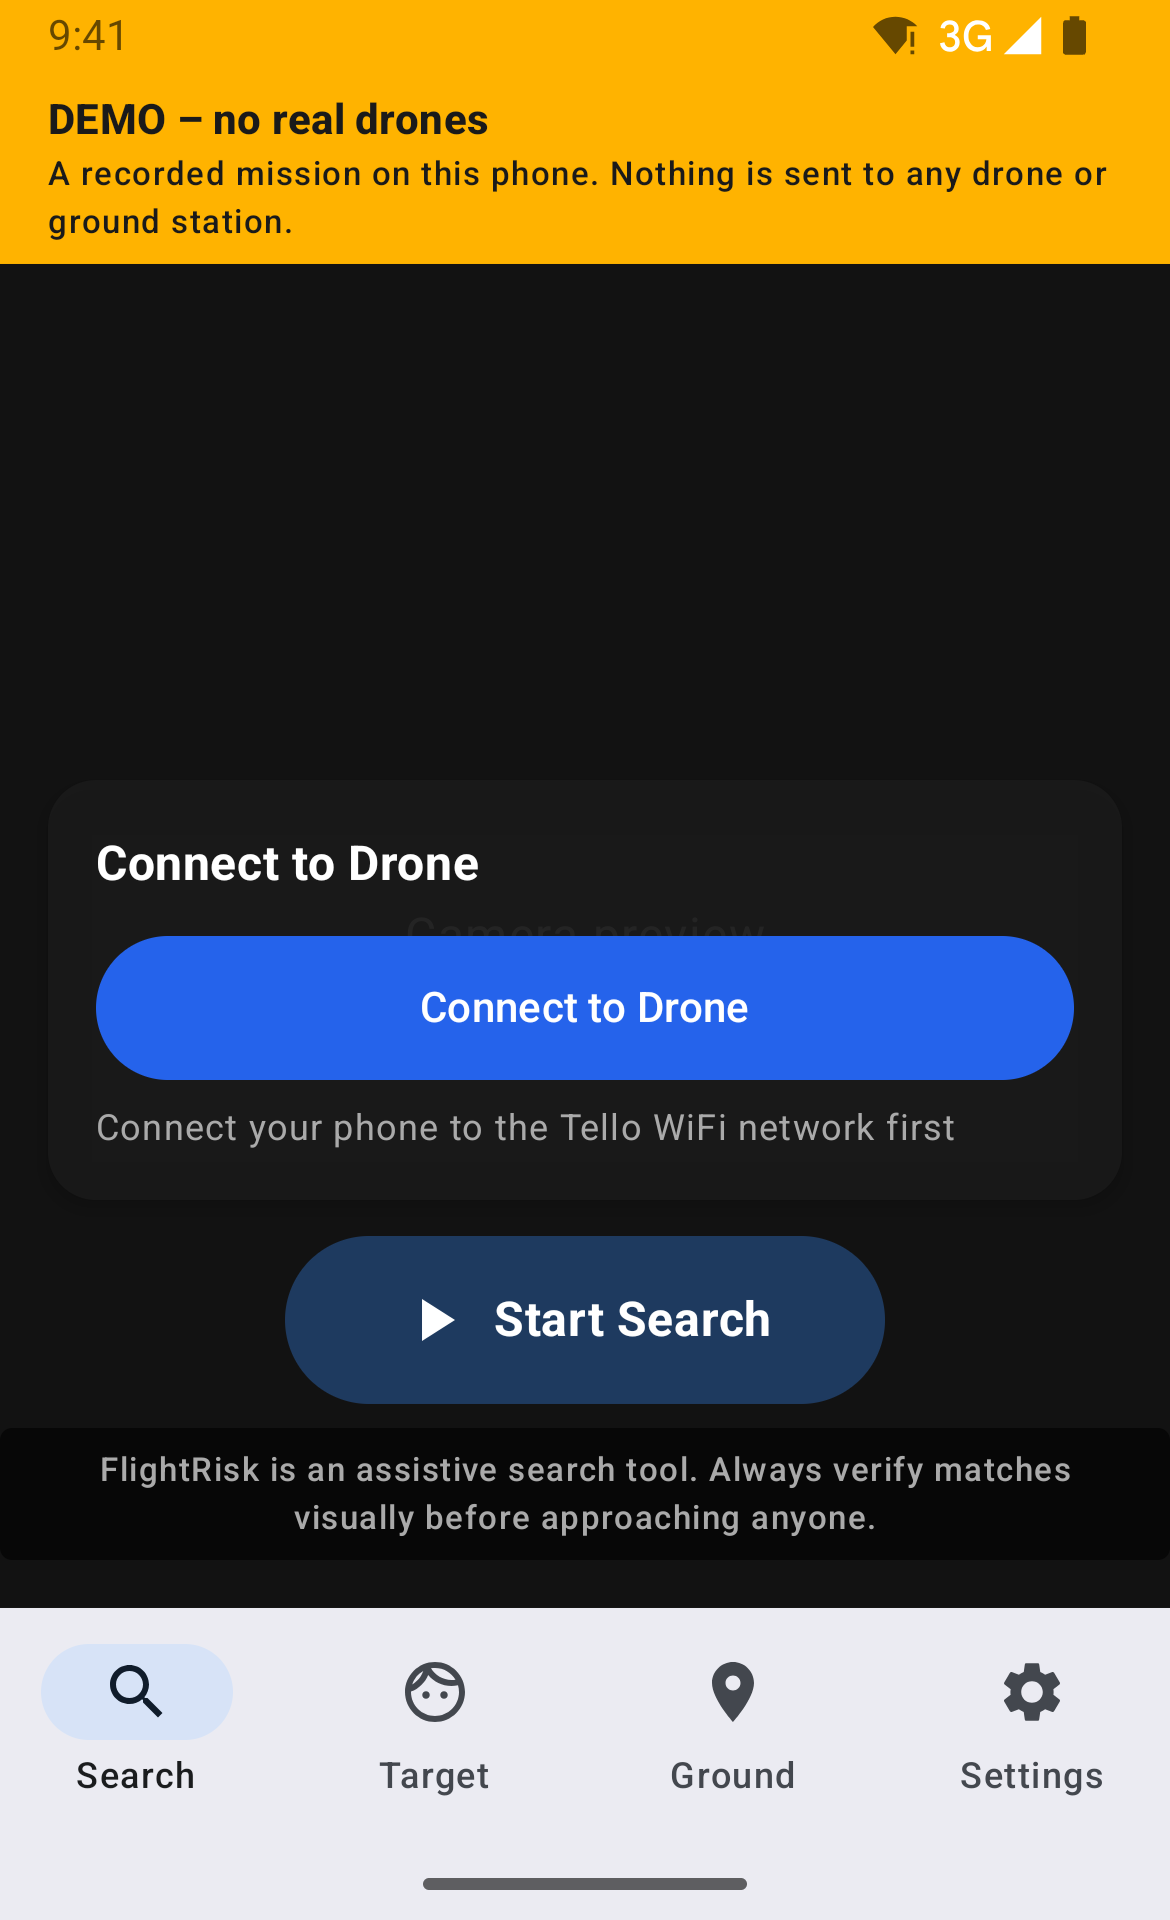 9:41
3G
DEMO – no real drones
A recorded mission on this phone. Nothing is sent to any drone or
ground station.
Connect to Drone
Camera preview
Connect to Drone
Connect your phone to the Tello WiFi network first
Start Search
FlightRisk is an assistive search tool. Always verify matches
visually before approaching anyone.
Search
Target
Ground
Settings